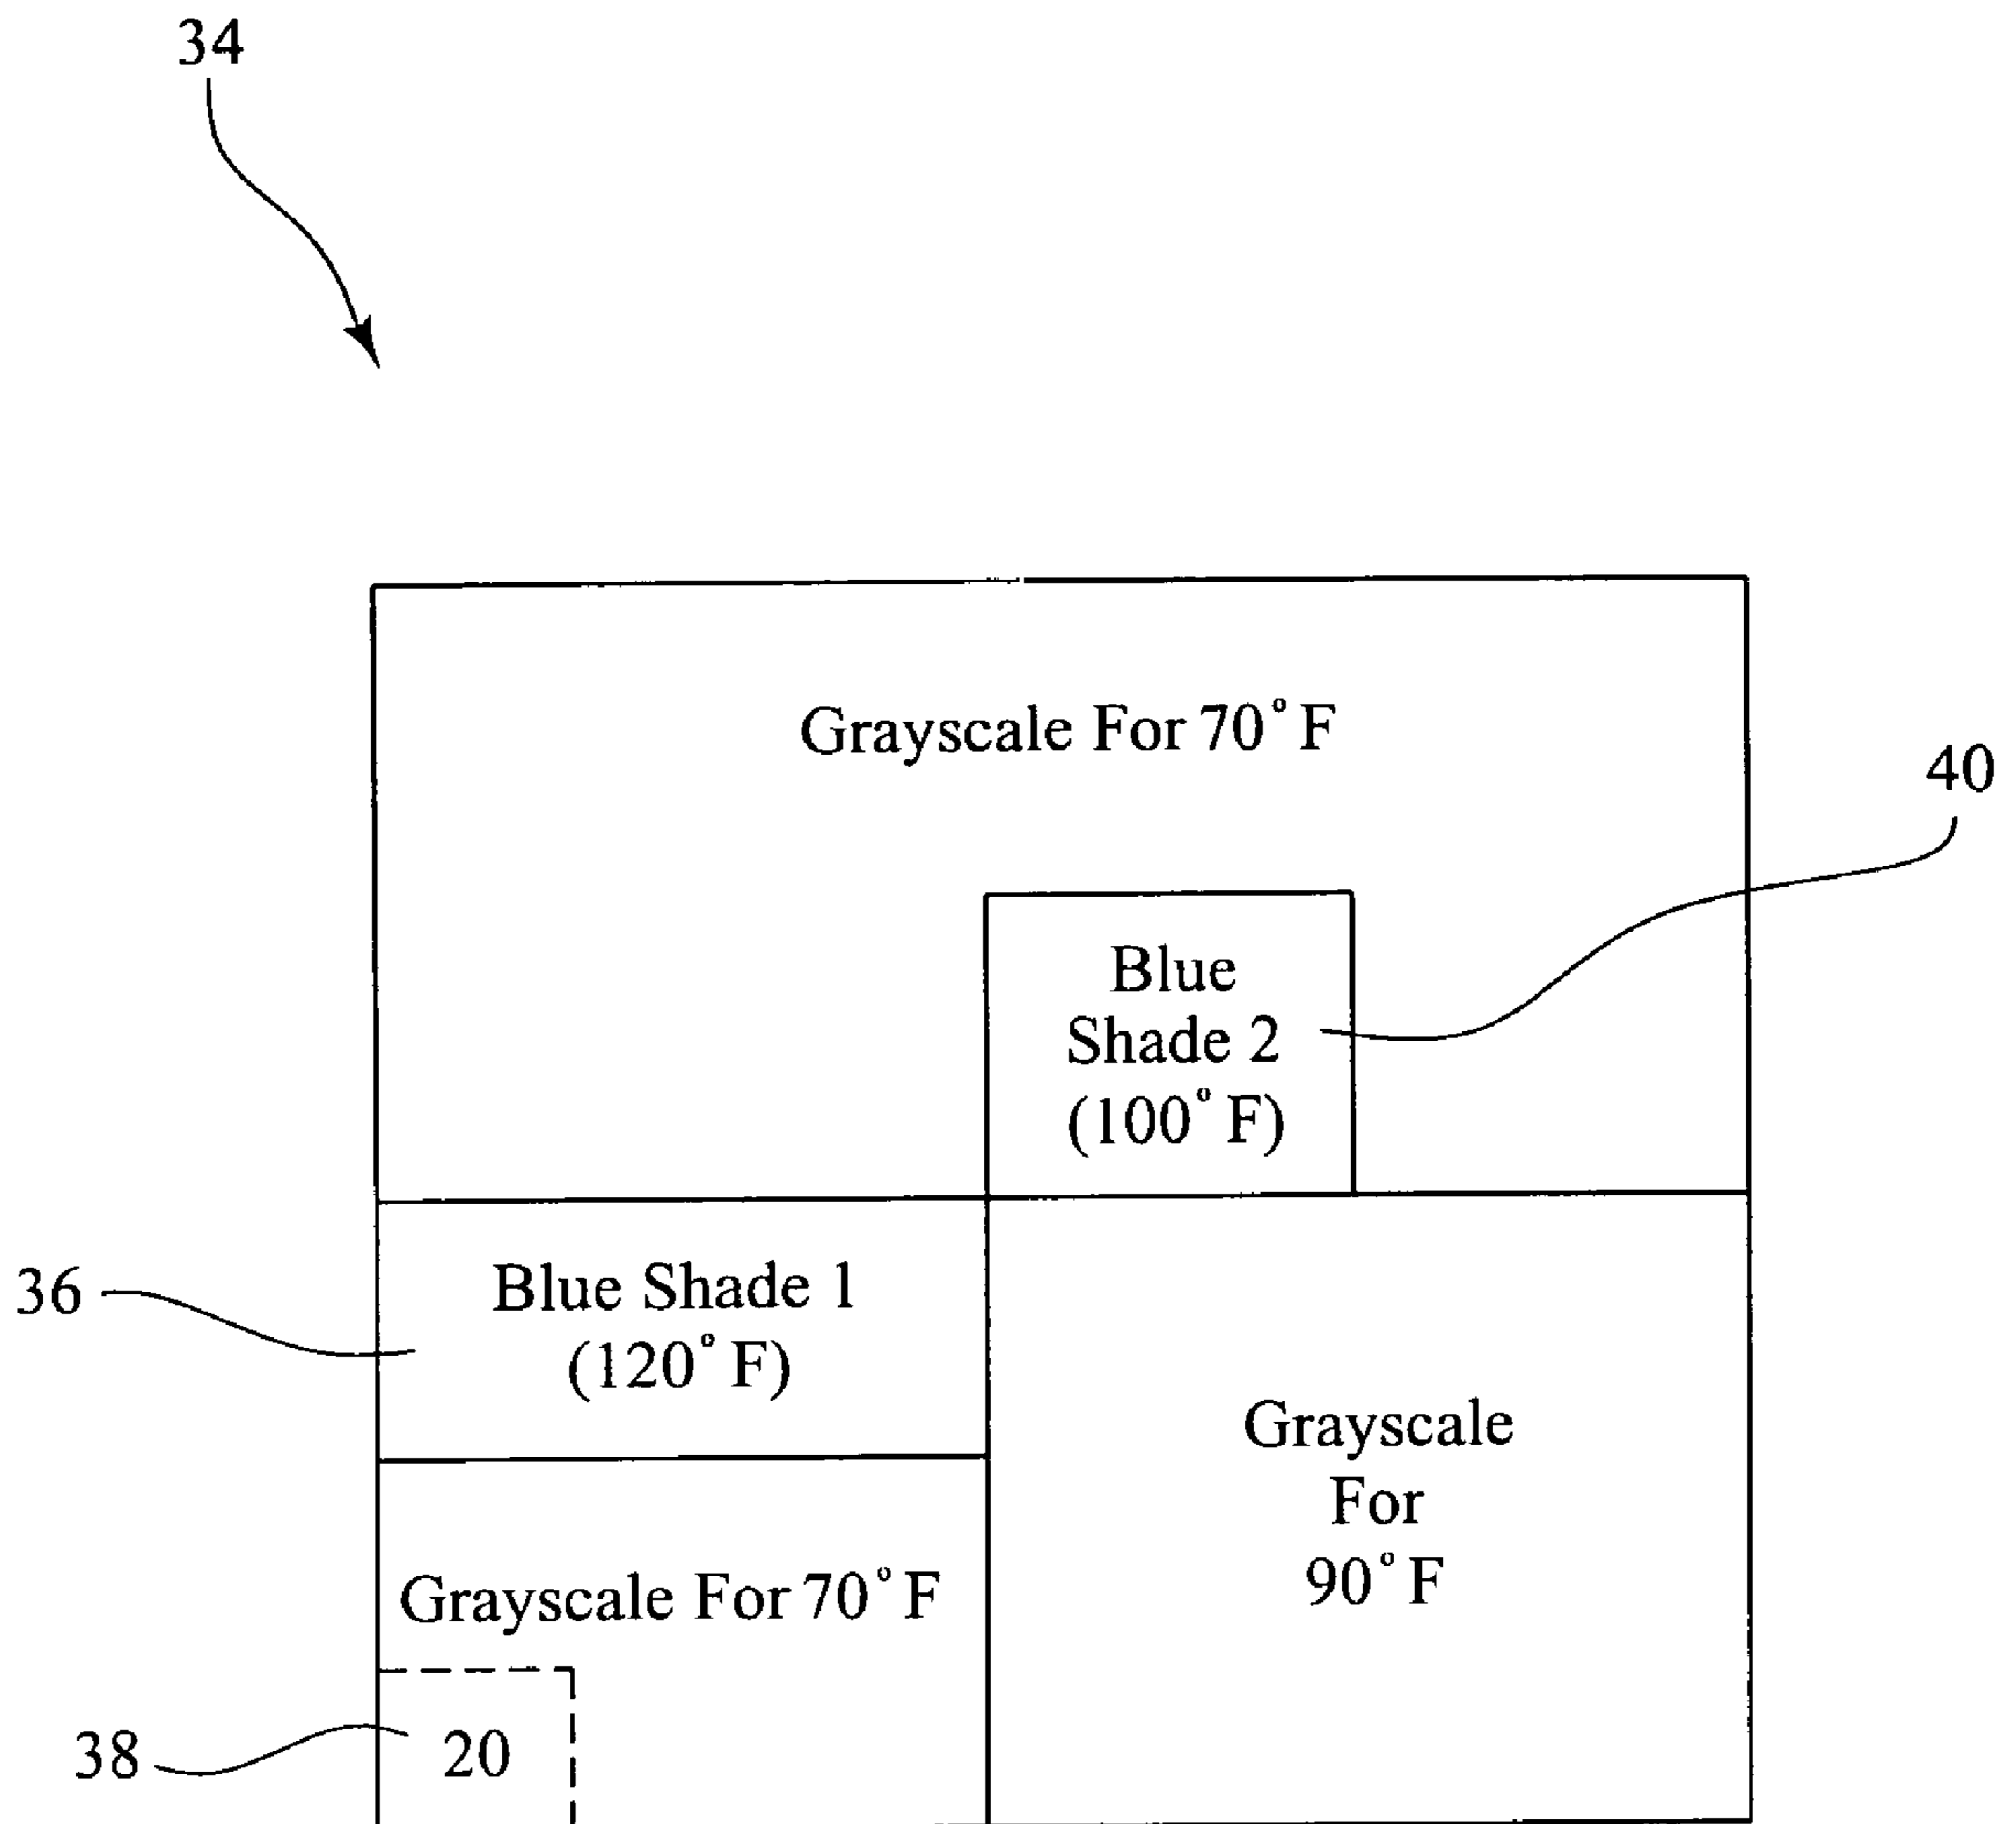 34
Grayscale For 70° F
40
Blue
Shade 2
(100° F)
36
Blue Shade 1
(120° F)
Grayscale
For
90° F
Grayscale For 70° F
38
20